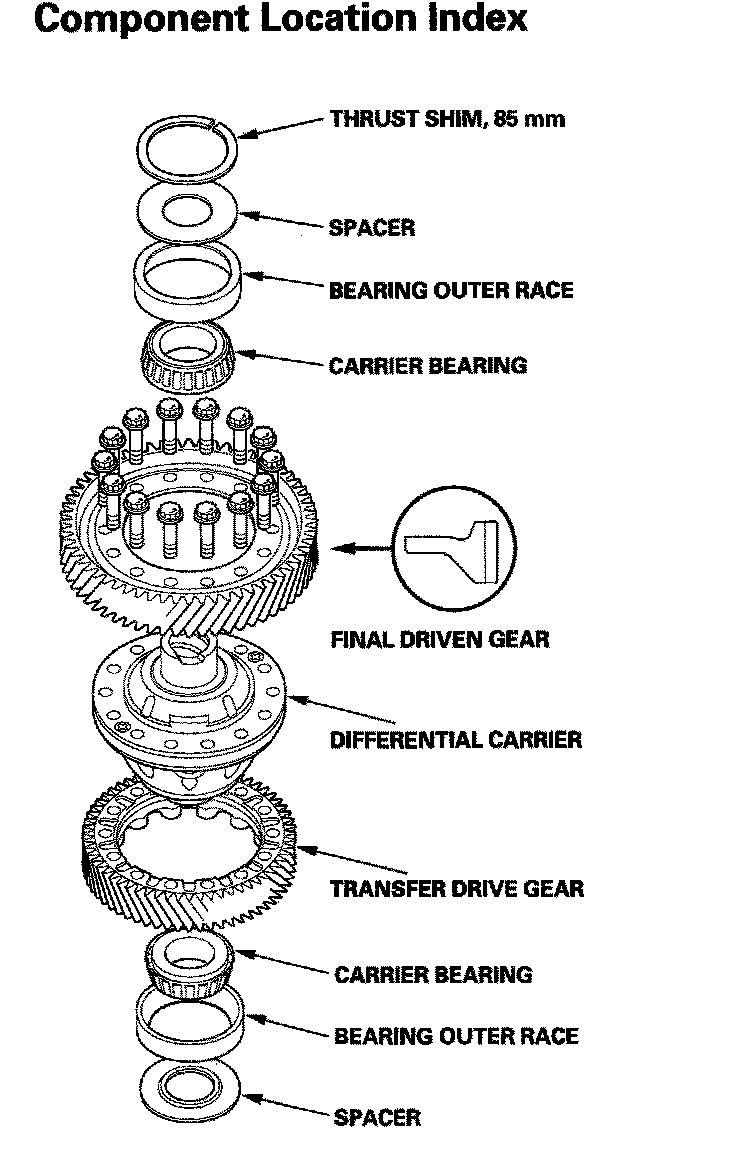 Component Location Index
THRUST SHIM, 85 mm
SPACER
BEARING OUTER RACE
CARRIER BEARING
FINAL DRIVEN GEAR
DIFFERENTIAL CARRIER
TRANSFER DRIVE GEAR
CARRIER BEARING
BEARING OUTER RACE
SPACER